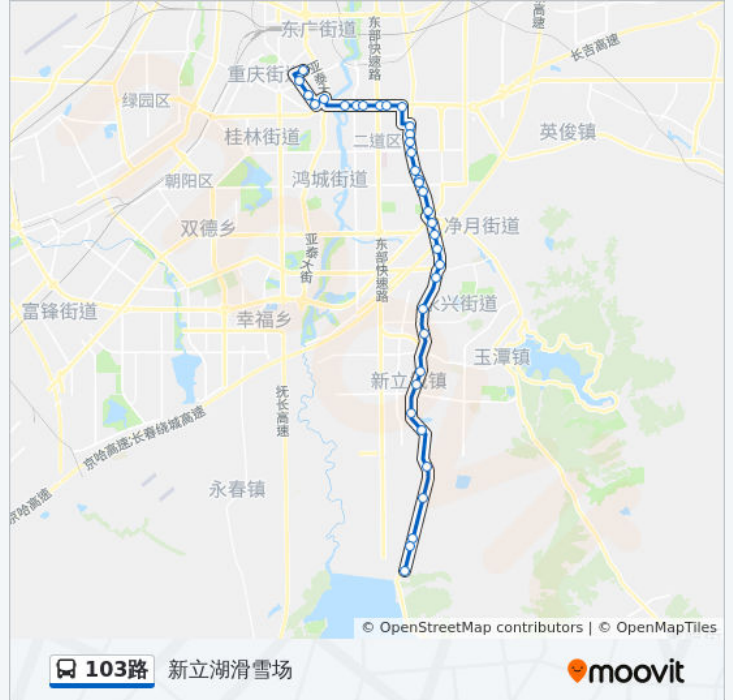 东广街道
东部快速路
高速
长吉高速
重庆街
亚泰大
绿园区
桂林街道
二道区
英俊镇
朝阳区
鸿城街道
双德乡
净月街道
亚泰大街
东部快速路
富锋街道
永兴街道
幸福乡
玉潭镇
新立城镇
抚长高速
京哈高速;长春绕城高速
永春镇
京哈高速
© OpenStreetMap contributors | © OpenMapTiles
103路 新立湖滑雪场
moovit